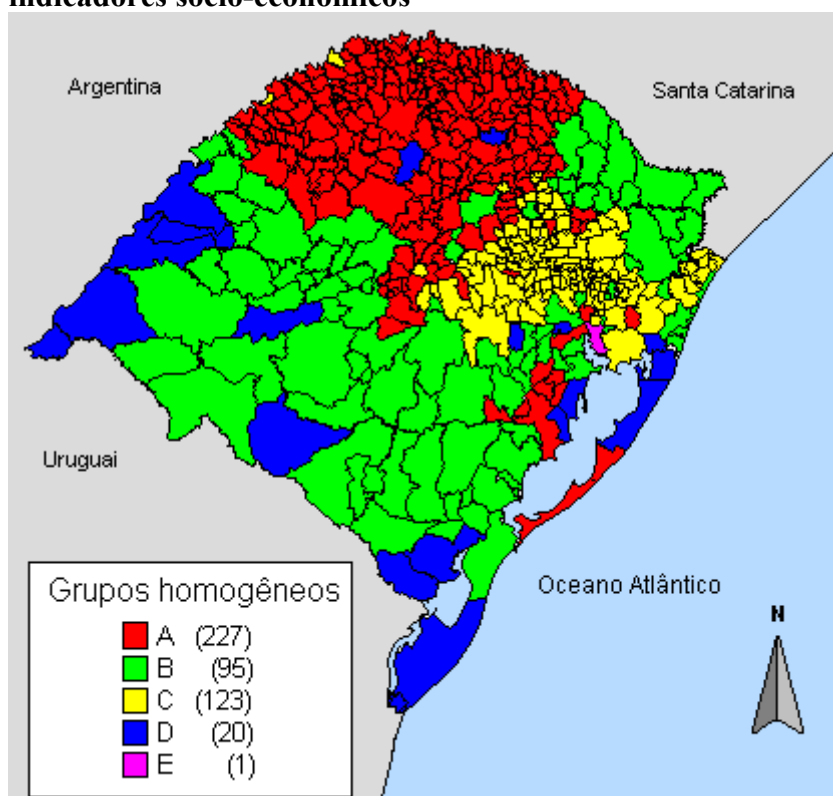 indicadores sócio-econômicos
Argentina
Santa Catarina
Uruguai
Oceano Atlântico
Grupos homogêneos
A (227)
B (95)
C (123)
D (20)
E (1)
N